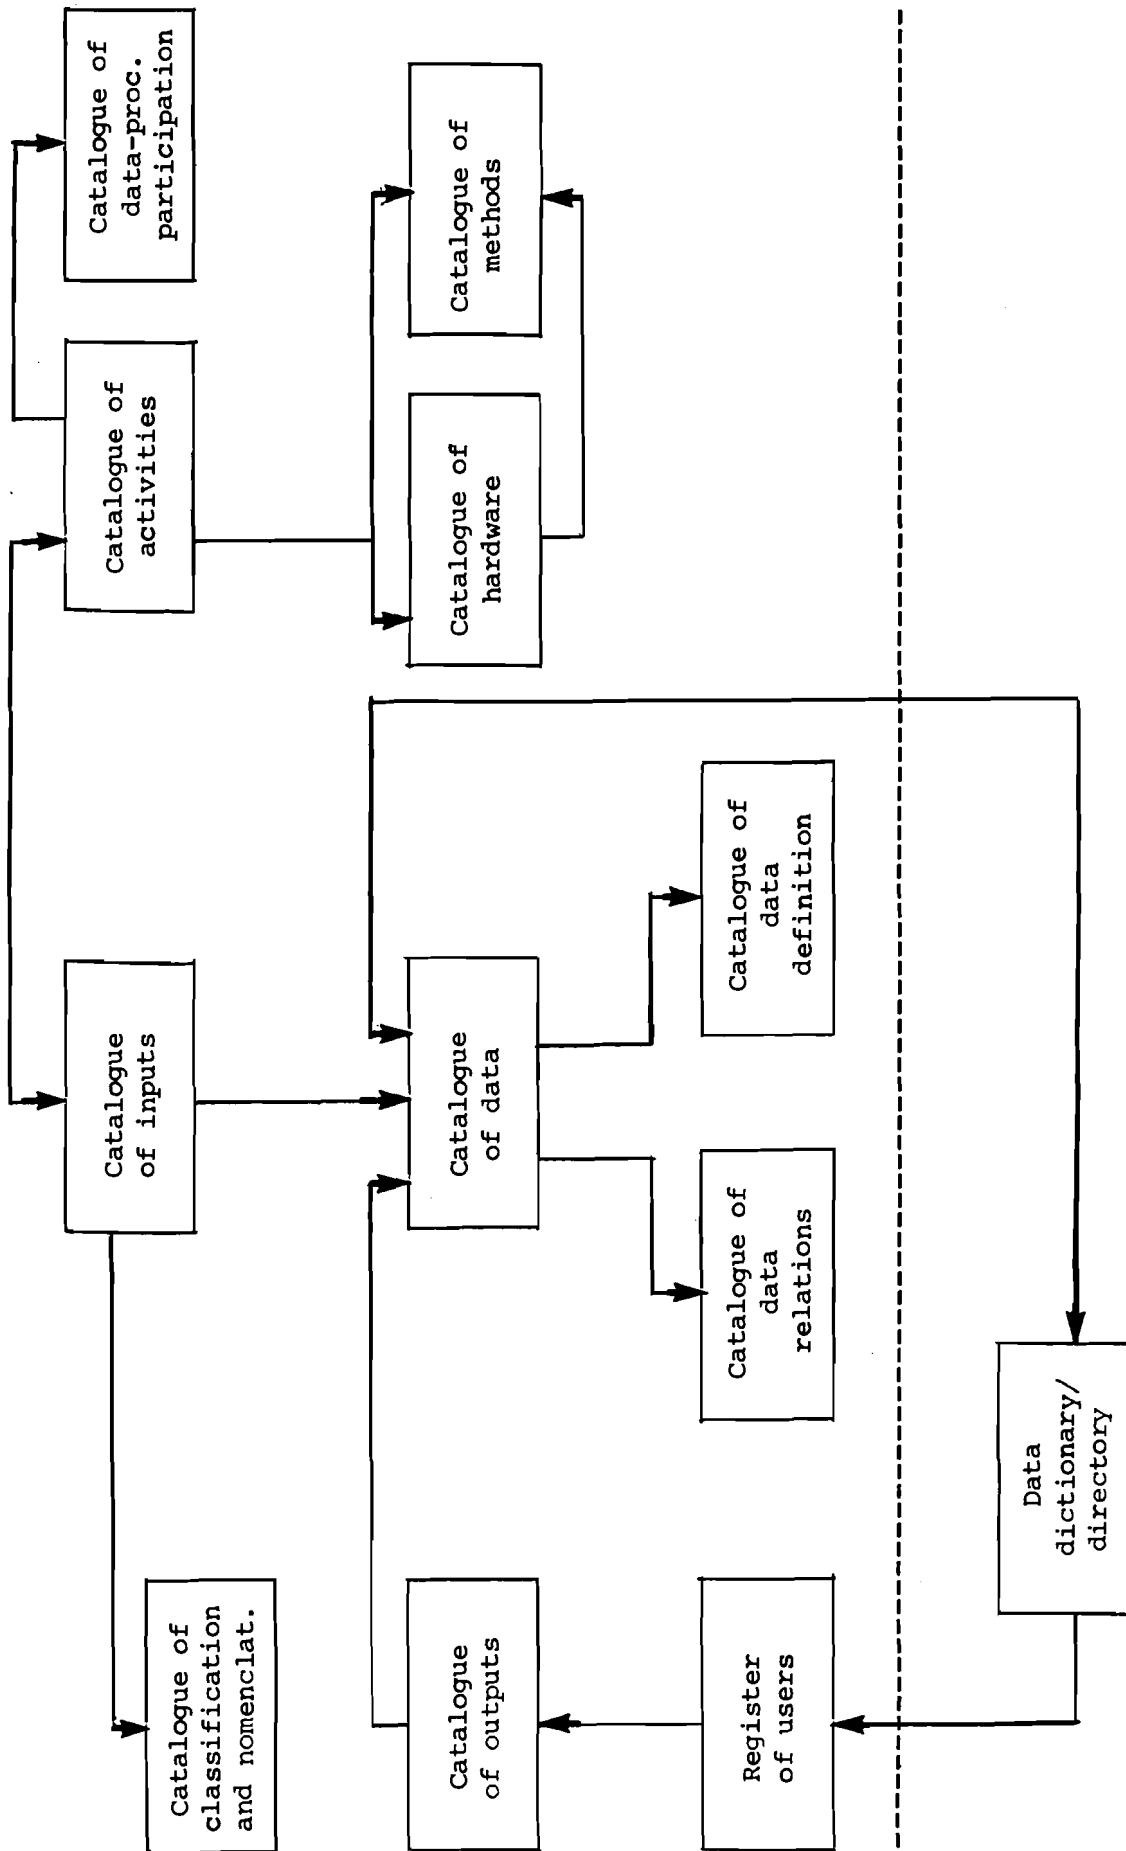 Catalogue of
classification
and nomenclat.
Catalogue
of inputs
Catalogue of
activities
Catalogue of
data-proc.
participation
Catalogue
of outputs
Catalogue
of data
Catalogue of
hardware
Catalogue of
methods
Register
of users
Catalogue of
data
relations
Catalogue of
data
definition
Data
dictionary/
directory